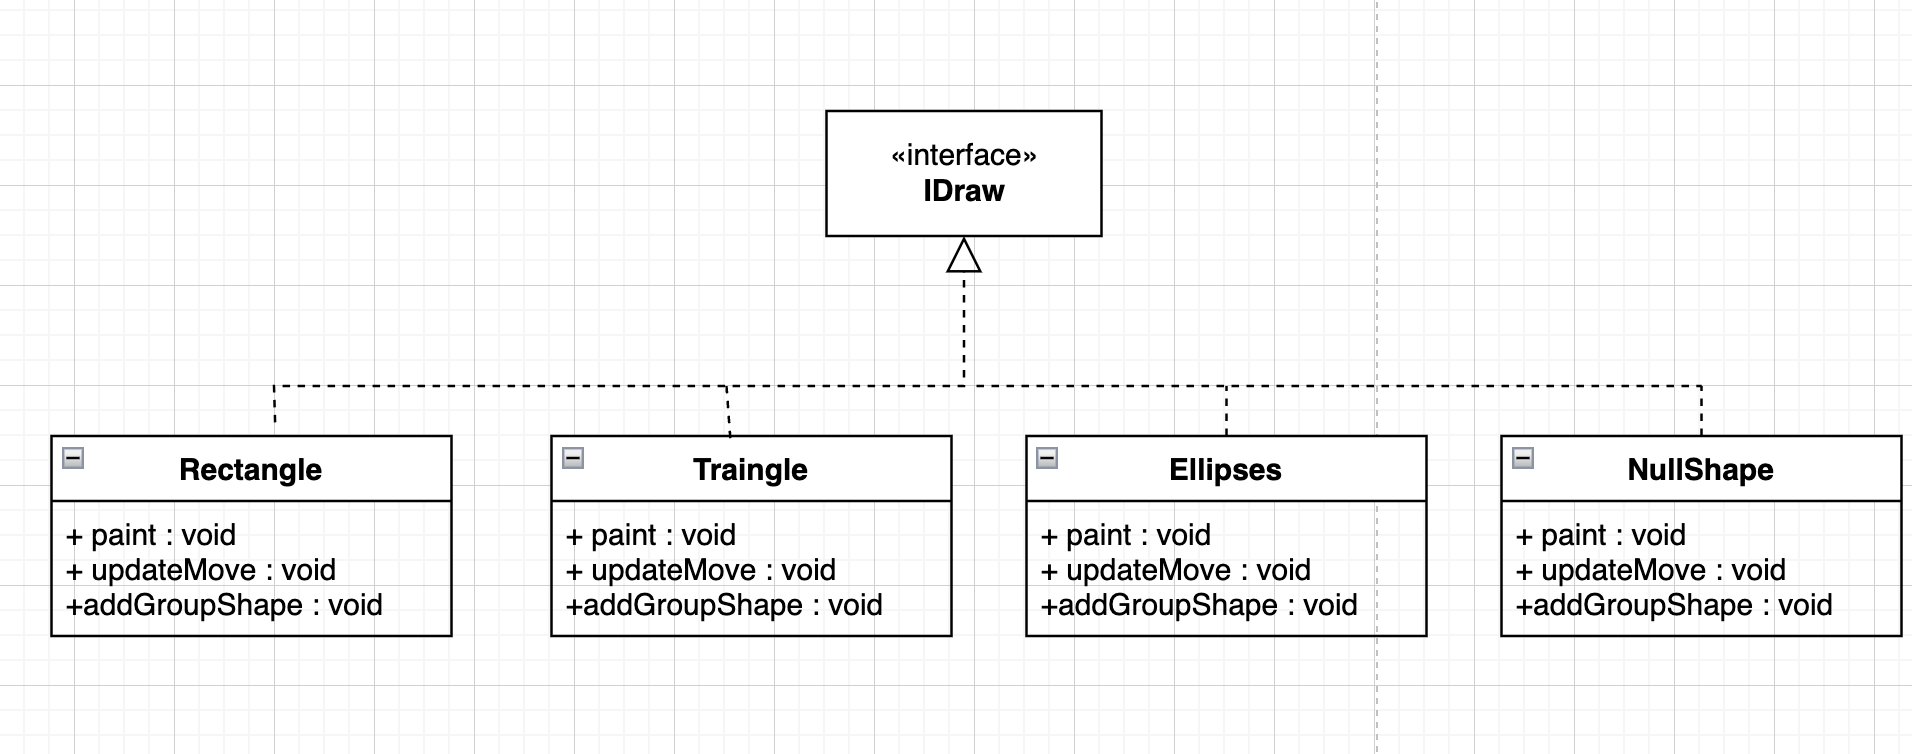 «interface»
IDraw
Rectangle
+ paint : void
+ updateMove : void
+addGroupShape : void
Traingle
+ paint : void
+ updateMove : void
+addGroupShape : void
Ellipses
+ paint : void
+ updateMove : void
+addGroupShape : void
NullShape
+ paint : void
+ updateMove : void
+addGroupShape : void